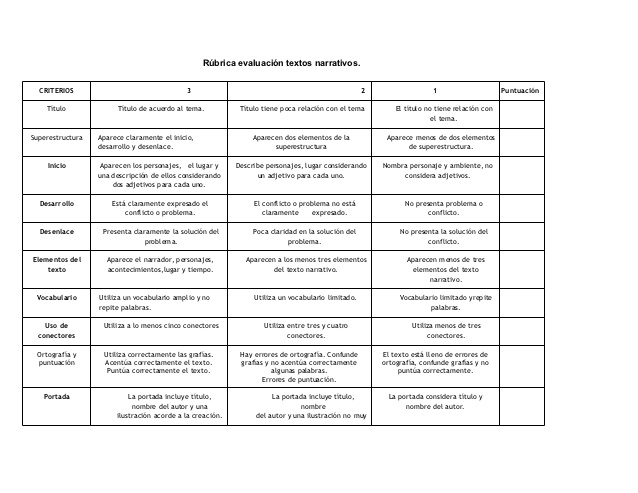 Rúbrica evaluación textos narrativos.
CRITERIOS 3 2 1 Puntuación
Título Título de acuerdo al tema. Título tiene poca relación con el tema El título no tiene relación con
el tema.
Superestructura Aparece claramente el inicio, Aparecen dos elementos de la Aparece menos de dos elementos
desarrollo y desenlace. superestructura de superestructura.
Inicio Aparecen los personajes, el lugar y Describe personajes, lugar considerando Nombra personaje y ambiente, no
una descripción de ellos considerando un adjetivo para cada uno. considera adjetivos.
dos adjetivos para cada uno.
Desarrollo Está claramente expresado el El conflicto o problema no está No presenta problema o
conflicto o problema. claramente expresado. conflicto.
Desenlace Presenta claramente la solución del Poca claridad en la solución del No presenta la solución del
problema. problema. conflicto.
Elementos del Aparece el narrador, personajes, Aparecen a los menos tres elementos Aparecen menos de tres
texto acontecimientos,lugar y tiempo. del texto narrativo. elementos del texto
narrativo.
Vocabulario Utiliza un vocabulario amplio y no Utiliza un vocabulario limitado. Vocabulario limitado yrepite
repite palabras. palabras.
Uso de Utiliza a lo menos cinco conectores Utiliza entre tres y cuatro Utiliza menos de tres
conectores conectores. conectores.
Ortografía y Utiliza correctamente las grafías. Hay errores de ortografía. Confunde El texto está lleno de errores de
puntuación Acentúa correctamente el texto. grafías y no acentúa correctamente ortografía, confunde grafías y no
Puntúa correctamente el texto. algunas palabras. puntúa correctamente.
Errores de puntuación.
Portada La portada incluye título, La portada incluye título, La portada considera título y
nombre del autor y una nombre nombre del autor.
ilustración acorde a la creación. del autor y una ilustración no muy